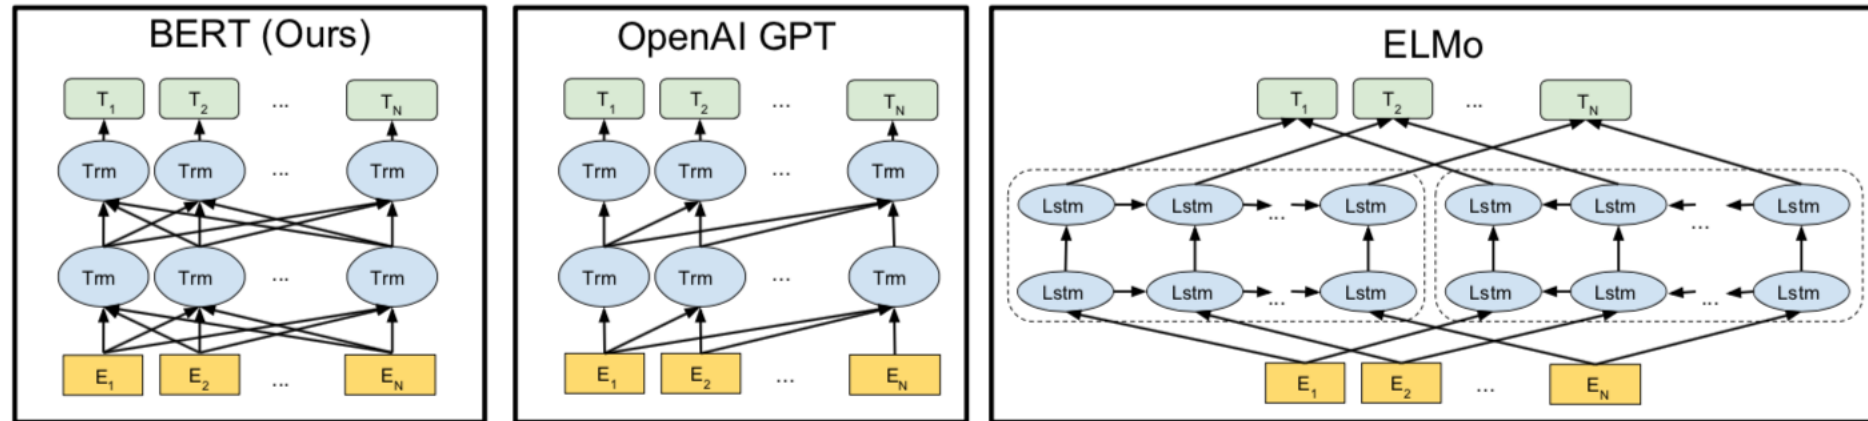 BERT (Ours)
T1 T2 ... TN
Trm Trm ... Trm
Trm Trm ... Trm
E1 E2 ... EN
OpenAI GPT
T1 T2 ... TN
Trm Trm ... Trm
Trm Trm ... Trm
E1 E2 ... EN
ELMo
T1 T2 ... TN
Lstm Lstm ... Lstm Lstm Lstm ... Lstm
Lstm Lstm ... Lstm Lstm Lstm ... Lstm
E1 E2 ... EN